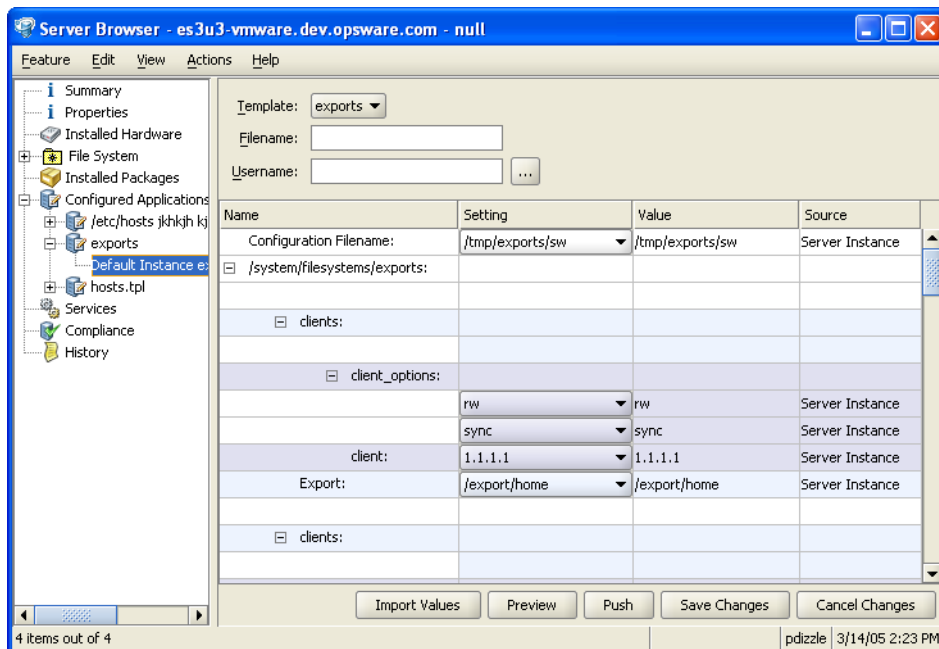 Server Browser - es3u3-vmware.dev.opsware.com - null
Feature Edit View Actions Help
i Summary
i Properties
Installed Hardware
File System
Installed Packages
Configured Applications
/etc/hosts jkhkjh kj
exports
Default Instance ex
hosts.tpl
Services
Compliance
History
4 items out of 4
Template: exports
Filename:
Username: ...
Name Setting Value Source
Configuration Filename: /tmp/exports/sw /tmp/exports/sw Server Instance
/system/filesystems/exports:
clients:
client_options:
rw rw Server Instance
sync sync Server Instance
client: 1.1.1.1 1.1.1.1 Server Instance
Export: /export/home /export/home Server Instance
clients:
Import Values Preview Push Save Changes Cancel Changes
pdizzle 3/14/05 2:23 PM